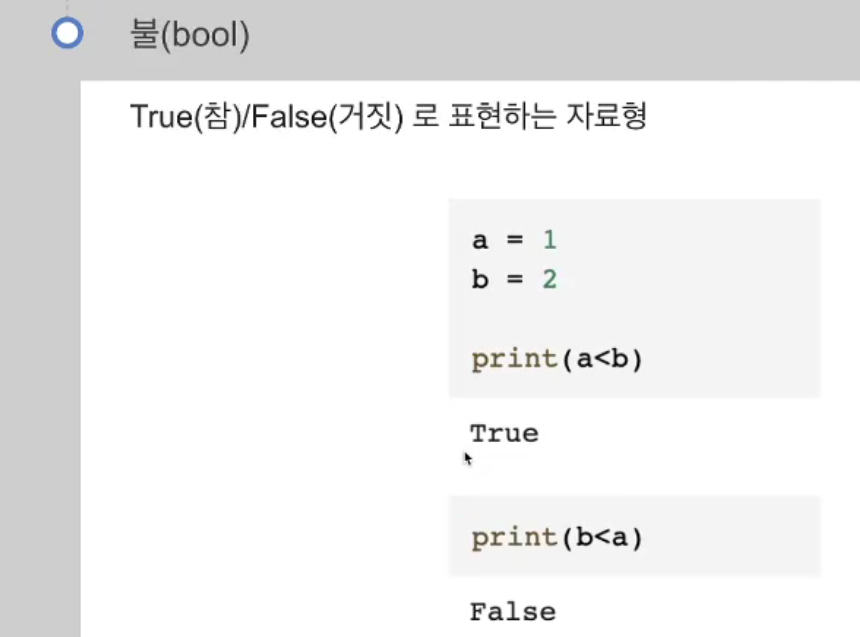 불(bool)
True(참)/False(거짓) 로 표현하는 자료형
a = 1
b = 2
print(a<b)
True
print(b<a)
False